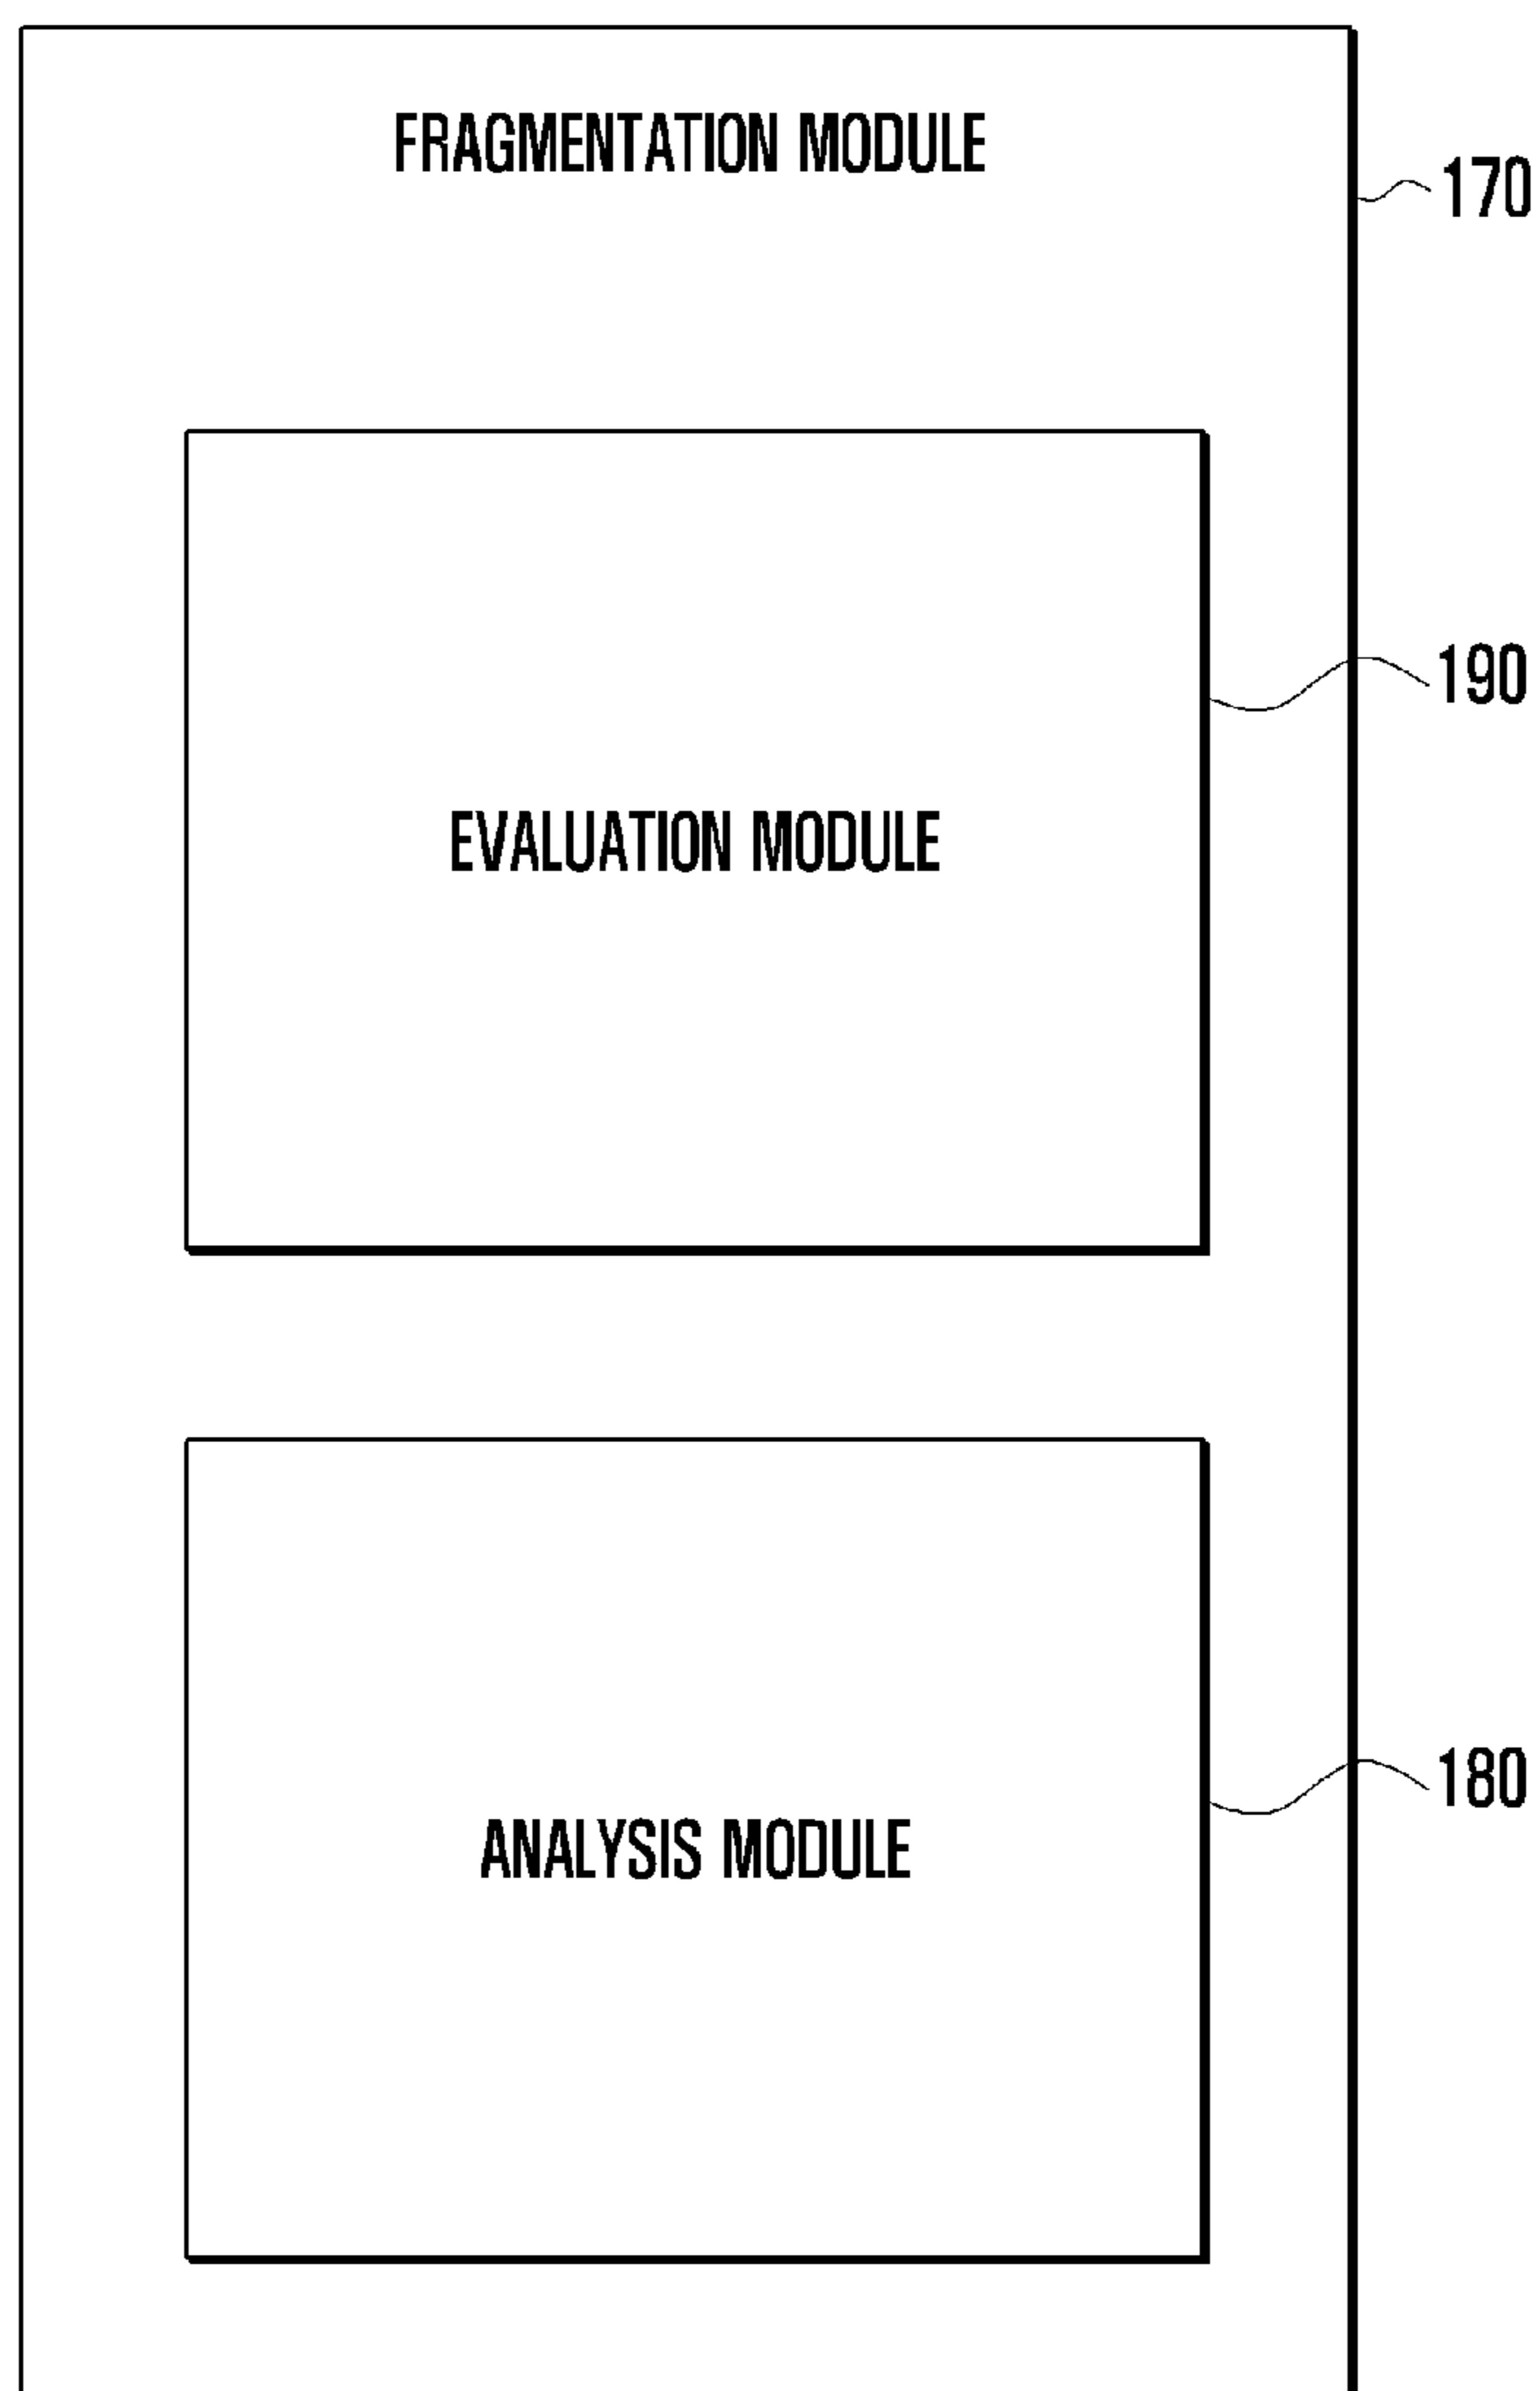 FRAGMENTATION MODULE
170
190
EVALUATION MODULE
180
ANALYSIS MODULE